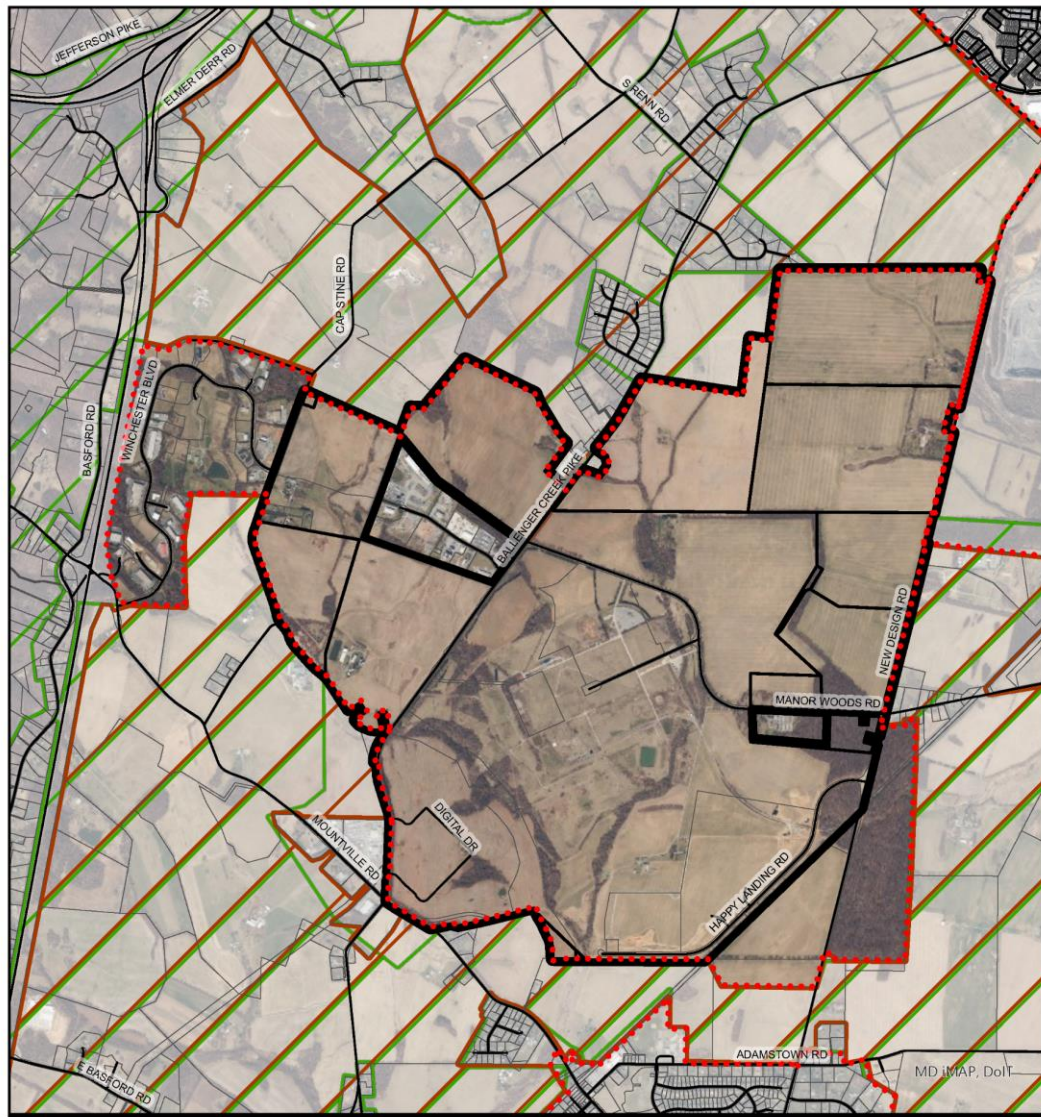 JEFFERSON PIKE
ELMER DERR RD
S RENN RD
CAP STINE RD
WINCHESTER BLVD
BASFORD RD
BALLENGER CREEK PIKE
NEW DESIGN RD
MANOR WOODS RD
DIGITAL DR
MOUNTVILLE RD
HAPPY LANDING RD
ADAMSTOWN RD
MD iMAP, DoIT
E BASFORD RD